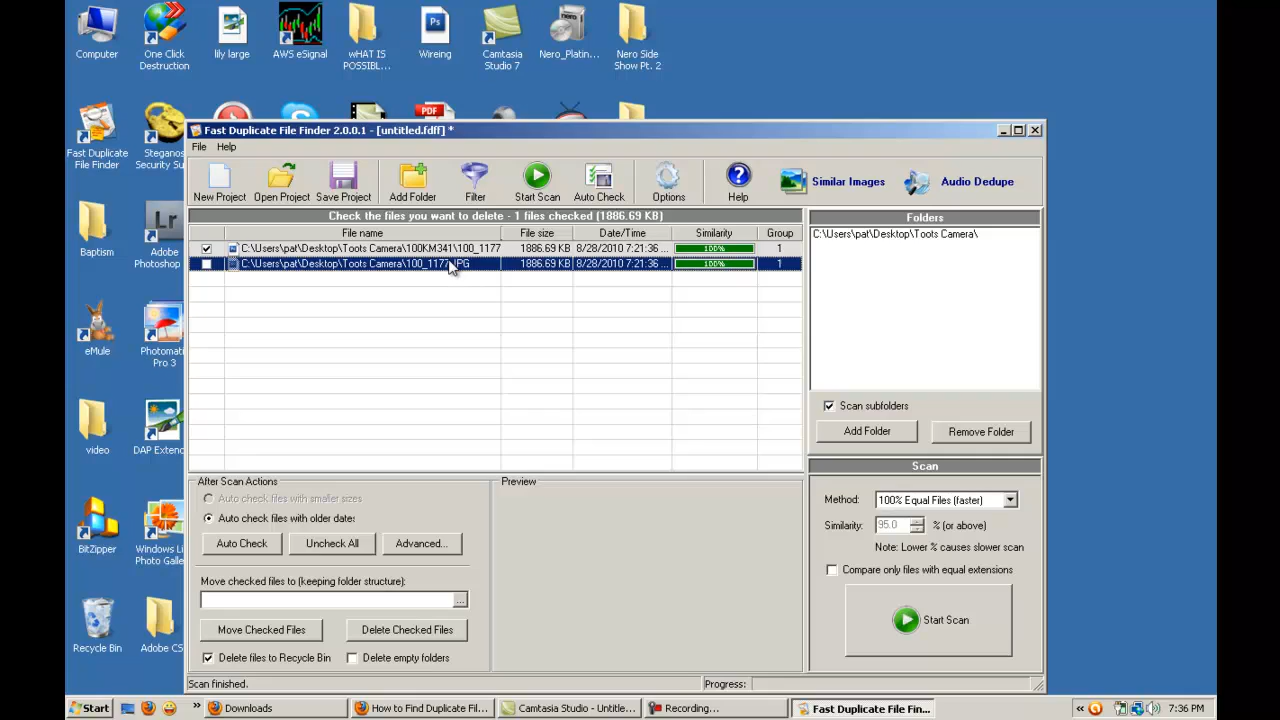 Computer
One Click
Destruction
lily large
AWS eSignal
wHAT IS
POSSIBL...
Wireing
Camtasia
Studio 7
Nero_Platin...
Nero Side
Show Pt. 2
Fast Duplicate
File Finder
Steganos
Security Su
Baptism
Adobe
Photoshop
eMule
Photomati
Pro 3
video
DAP Extenc
BitZipper
Windows Li
Photo Galle
Recycle Bin
Adobe CS
PDF
Fast Duplicate File Finder 2.0.0.1 - [untitled.fdff] *
File Help
New Project Open Project Save Project Add Folder Filter Start Scan Auto Check Options Help Similar Images Audio Dedupe
Check the files you want to delete - 1 files checked (1886.69 KB)
File name File size Date/Time Similarity Group
C:\Users\pat\Desktop\Toots Camera\100KM341\100_1177 1886.69 KB 8/28/2010 7:21:36 ... 100% 1
C:\Users\pat\Desktop\Toots Camera\100_1177.JPG 1886.69 KB 8/28/2010 7:21:36 ... 100% 1
Folders
C:\Users\pat\Desktop\Toots Camera\
Scan subfolders
Add Folder Remove Folder
After Scan Actions
Auto check files with smaller sizes
Auto check files with older date:
Auto Check Uncheck All Advanced...
Move checked files to (keeping folder structure):
...
Move Checked Files Delete Checked Files
Delete files to Recycle Bin Delete empty folders
Preview
Scan
Method: 100% Equal Files (faster)
Similarity: 95.0 % (or above)
Note: Lower % causes slower scan
Compare only files with equal extensions
Start Scan
Scan finished. Progress:
Start » Downloads How to Find Duplicate Fil... Camtasia Studio - Untitle... Recording... Fast Duplicate File Fin... « 7:36 PM